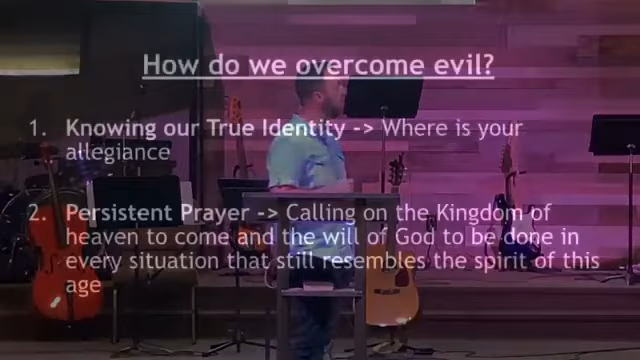 How do we overcome evil?
1. Knowing our True Identity -> Where is your
allegiance
2. Persistent Prayer -> Calling on the Kingdom of
heaven to come and the will of God to be done in
every situation that still resembles the spirit of this
age